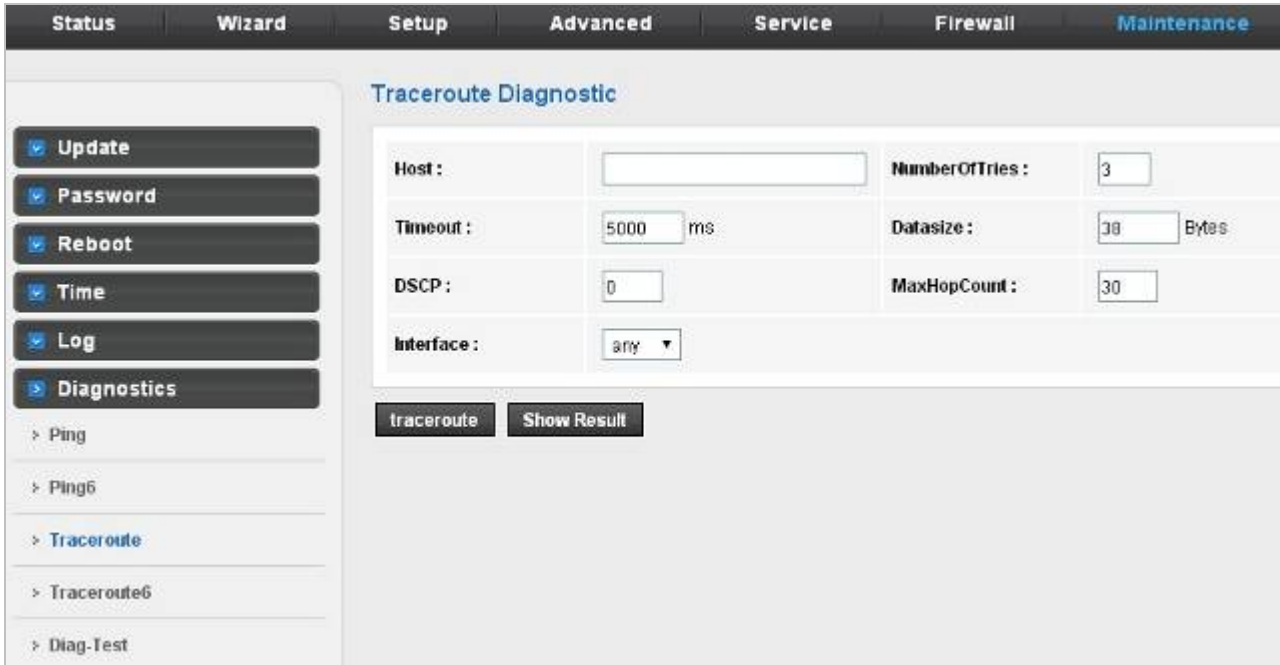 Status Wizard Setup Advanced Service Firewall Maintenance
Traceroute Diagnostic
Update
Password
Reboot
Time
Log
Diagnostics
> Ping
> Ping6
> Traceroute
> Traceroute6
> Diag-Test
Host : NumberOfTries : 3
Timeout : 5000 ms Datasize : 38 Bytes
DSCP : 0 MaxHopCount : 30
Interface : any
traceroute Show Result